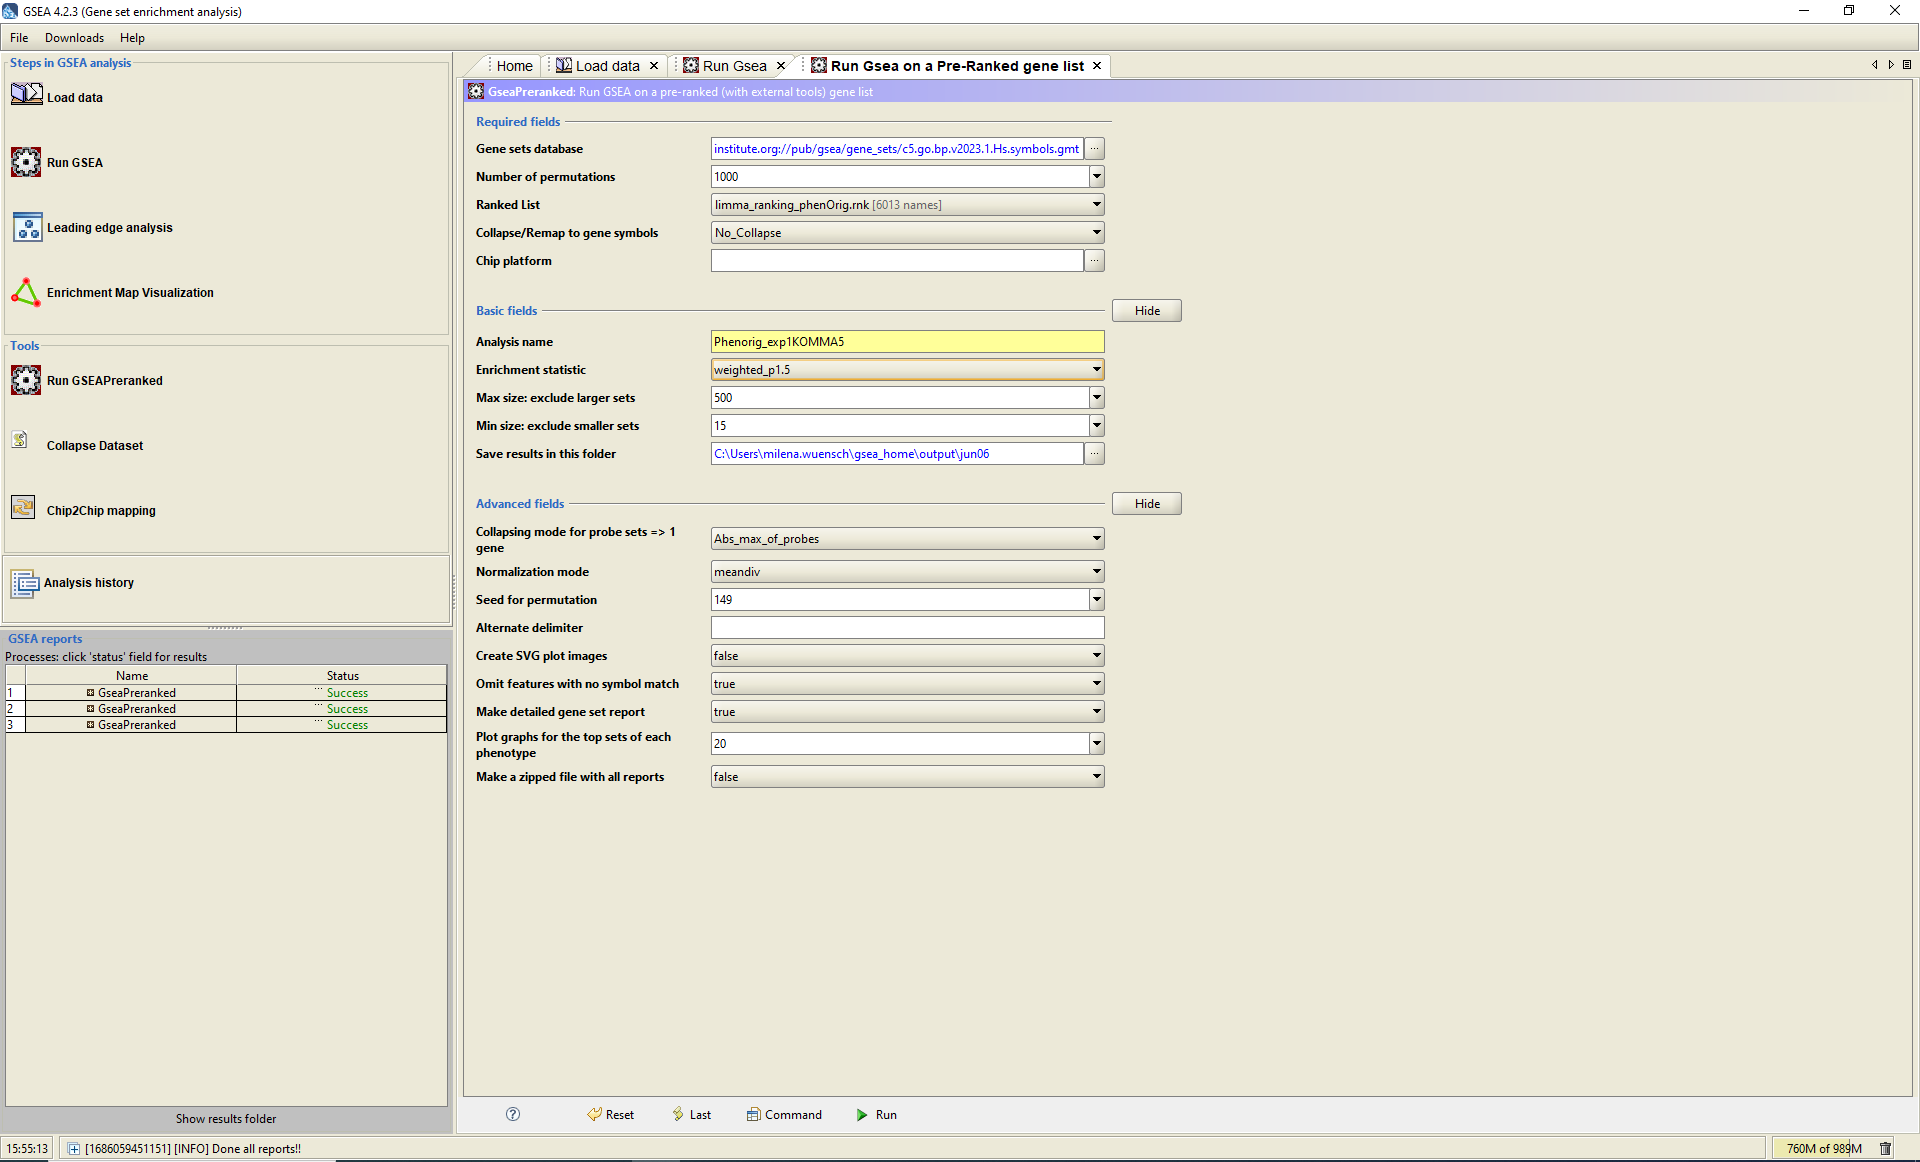 GSEA 4.2.3 (Gene set enrichment analysis)
File Downloads Help
Steps in GSEA analysis
Load data
Run GSEA
Leading edge analysis
Enrichment Map Visualization
Tools
Run GSEAPreranked
Collapse Dataset
Chip2Chip mapping
Analysis history
GSEA reports
Processes: click 'status' field for results
Name Status
1 GseaPreranked ... Success
2 GseaPreranked ... Success
3 GseaPreranked ... Success
Show results folder
Home Load data Run Gsea Run Gsea on a Pre-Ranked gene list
GseaPreranked: Run GSEA on a pre-ranked (with external tools) gene list
Required fields
Gene sets database institute.org://pub/gsea/gene_sets/c5.go.bp.v2023.1.Hs.symbols.gmt ...
Number of permutations 1000
Ranked List limma_ranking_phenOrig.rnk [6013 names]
Collapse/Remap to gene symbols No_Collapse
Chip platform ...
Basic fields Hide
Analysis name Phenorig_exp1KOMMA5
Enrichment statistic weighted_p1.5
Max size: exclude larger sets 500
Min size: exclude smaller sets 15
Save results in this folder C:\Users\milena.wuensch\gsea_home\output\jun06 ...
Advanced fields Hide
Collapsing mode for probe sets => 1
gene Abs_max_of_probes
Normalization mode meandiv
Seed for permutation 149
Alternate delimiter
Create SVG plot images false
Omit features with no symbol match true
Make detailed gene set report true
Plot graphs for the top sets of each
phenotype 20
Make a zipped file with all reports false
? Reset Last Command Run
15:55:13 [1686059451151] [INFO] Done all reports!! 760M of 989M